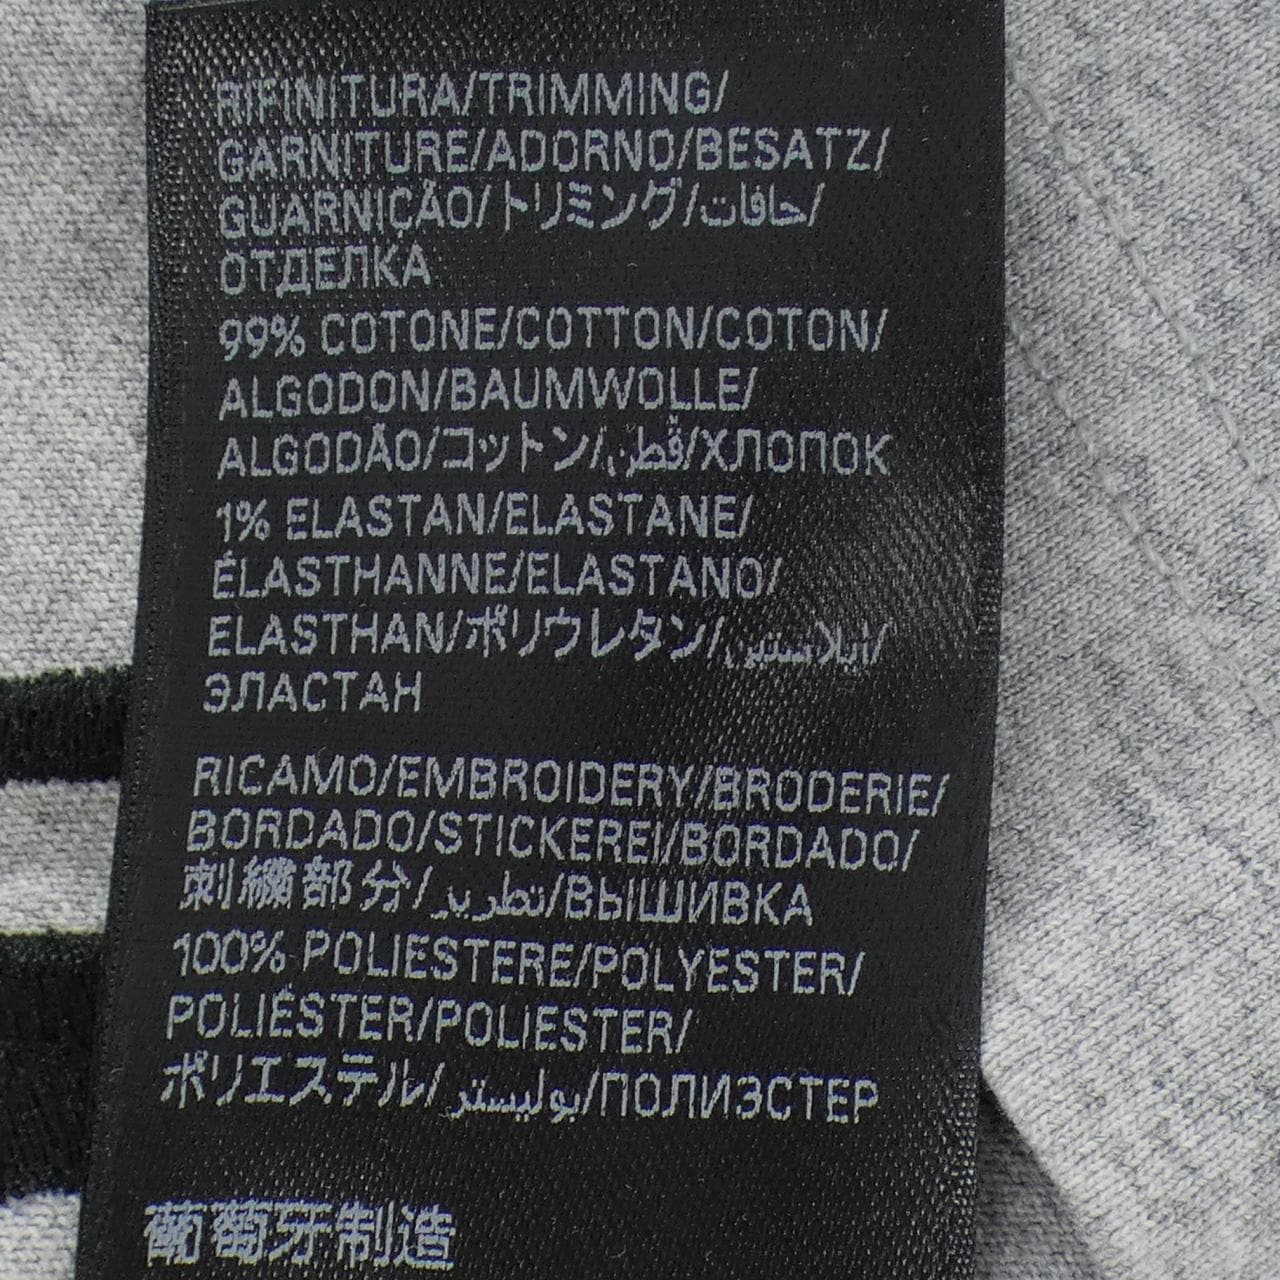 RIFINITURA/TRIMMING/
GARNITURE/ADORNO/BESATZ/
GUARNIÇÃO/トリミング/حافات/
ОТДЕЛКА
99% COTONE/COTTON/COTON/
ALGODON/BAUMWOLLE/
ALGODÃO/コットン/قطن/ХЛОПОК
1% ELASTAN/ELASTANE/
ÉLASTHANNE/ELASTANO/
ELASTHAN/ポリウレタン/إيلاستين/
ЭЛАСТАН
RICAMO/EMBROIDERY/BRODERIE/
BORDADO/STICKEREI/BORDADO/
刺繍部分/تطريز/ВЫШИВКА
100% POLIESTERE/POLYESTER/
POLIÉSTER/POLIESTER/
ポリエステル/بوليستر/ПОЛИЭСТЕР
葡萄牙制造